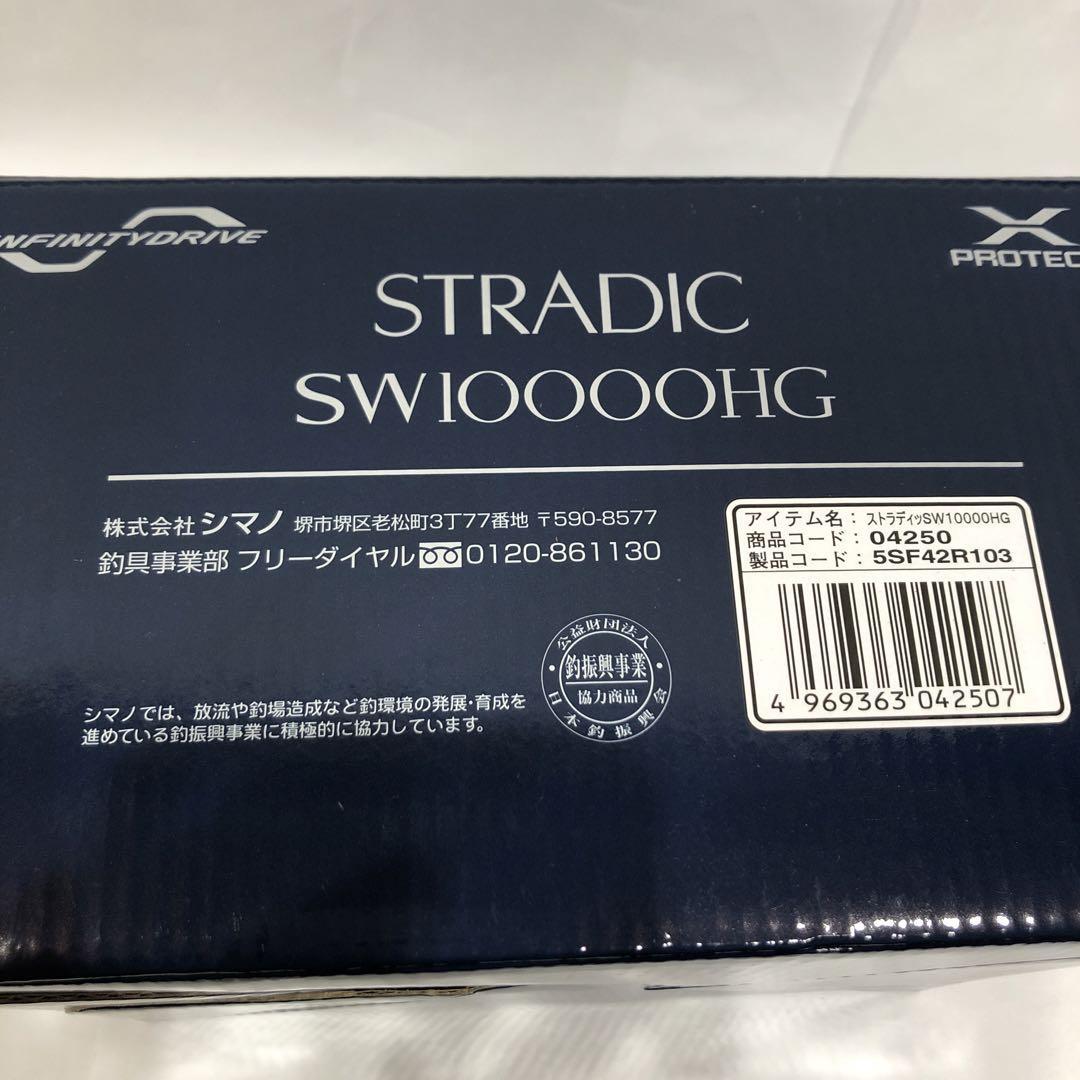 INFINITYDRIVE
X
PROTEC
STRADIC
SW10000HG
株式会社 シマノ 堺市堺区老松町3丁77番地 〒590-8577
釣具事業部 フリーダイヤル 0120-861130
アイテム名: ストラディックSW10000HG
商品コード: 04250
製品コード: 5SF42R103
4 969363 042507
公益財団法人
釣振興事業
協力商品
日本釣振興会
シマノでは、放流や釣場造成など釣環境の発展・育成を
進めている釣振興事業に積極的に協力しています。